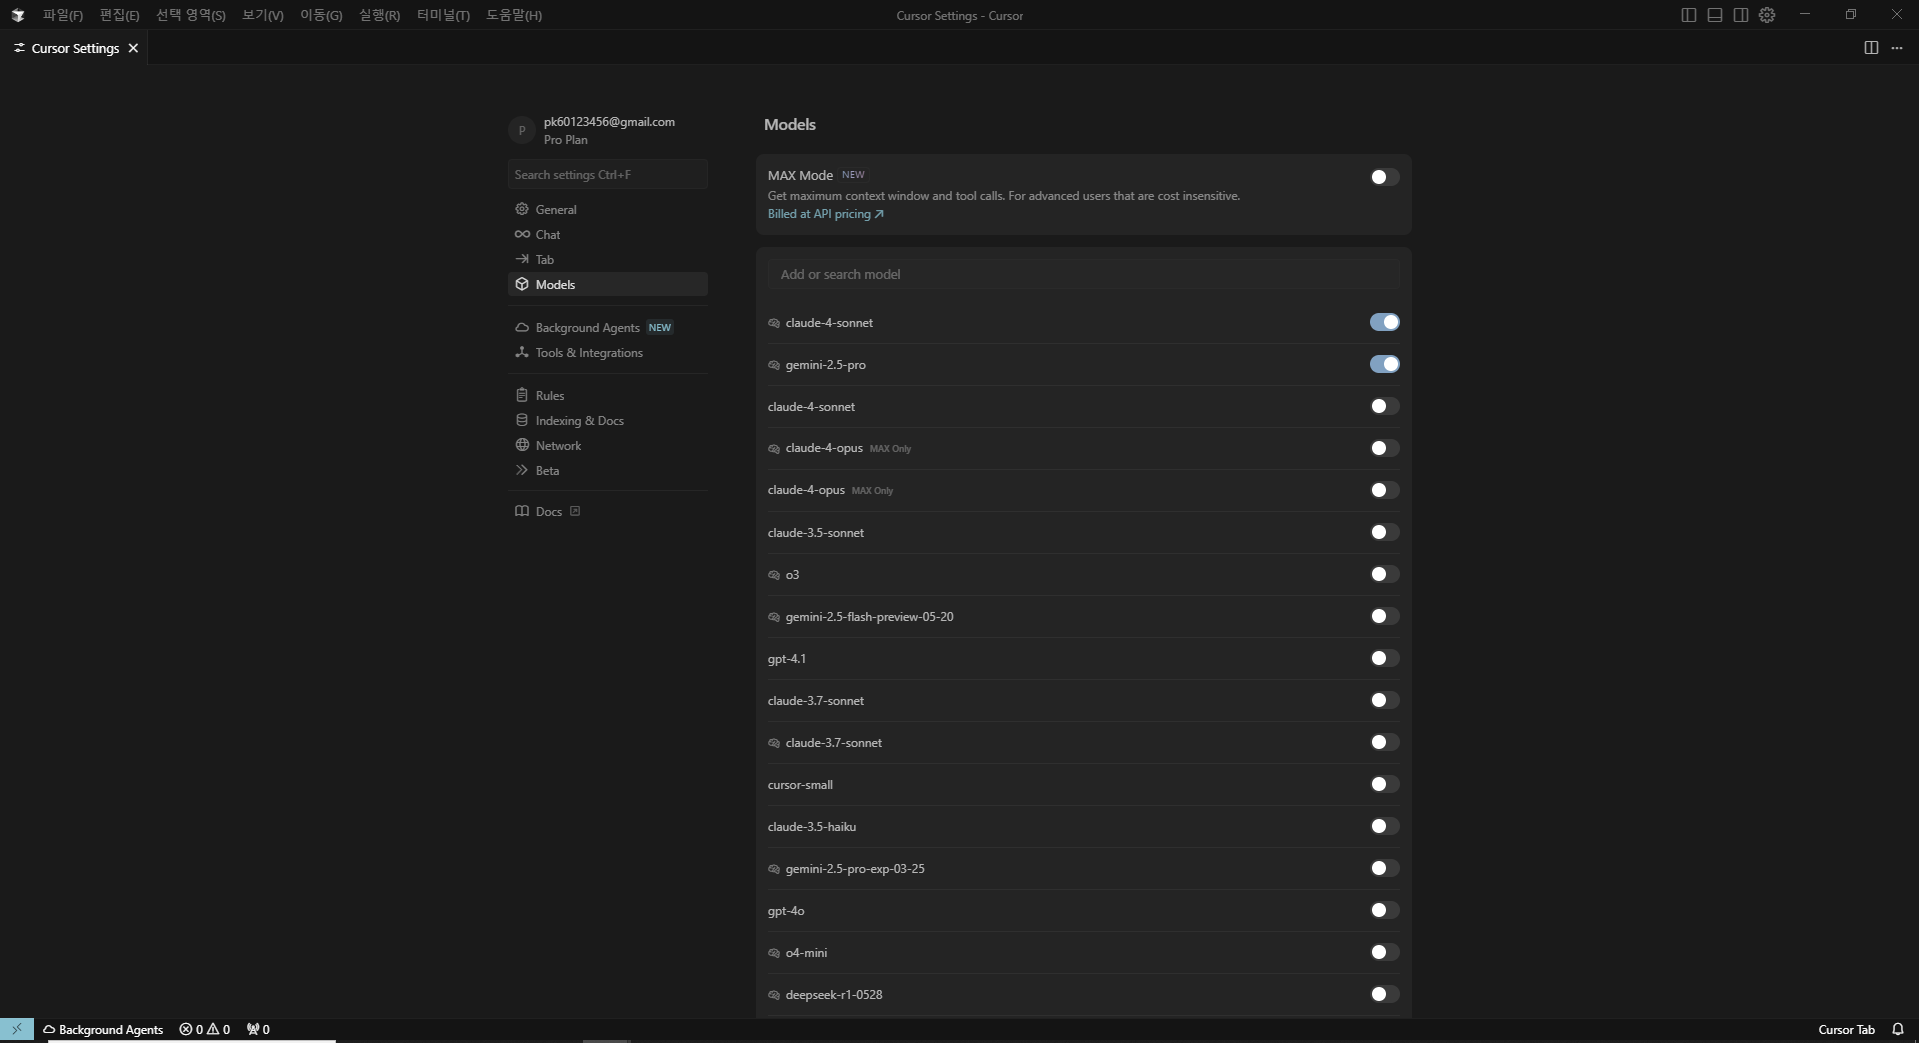 파일(F) 편집(E) 선택 영역(S) 보기(V) 이동(G) 실행(R) 터미널(T) 도움말(H) Cursor Settings - Cursor
Cursor Settings
P
pk60123456@gmail.com
Pro Plan
Search settings Ctrl+F
General
Chat
Tab
Models
Background Agents NEW
Tools & Integrations
Rules
Indexing & Docs
Network
Beta
Docs
Models
MAX Mode NEW
Get maximum context window and tool calls. For advanced users that are cost insensitive.
Billed at API pricing
Add or search model
claude-4-sonnet
gemini-2.5-pro
claude-4-sonnet
claude-4-opus MAX Only
claude-4-opus MAX Only
claude-3.5-sonnet
o3
gemini-2.5-flash-preview-05-20
gpt-4.1
claude-3.7-sonnet
claude-3.7-sonnet
cursor-small
claude-3.5-haiku
gemini-2.5-pro-exp-03-25
gpt-4o
o4-mini
deepseek-r1-0528
Background Agents 0 0 0 Cursor Tab